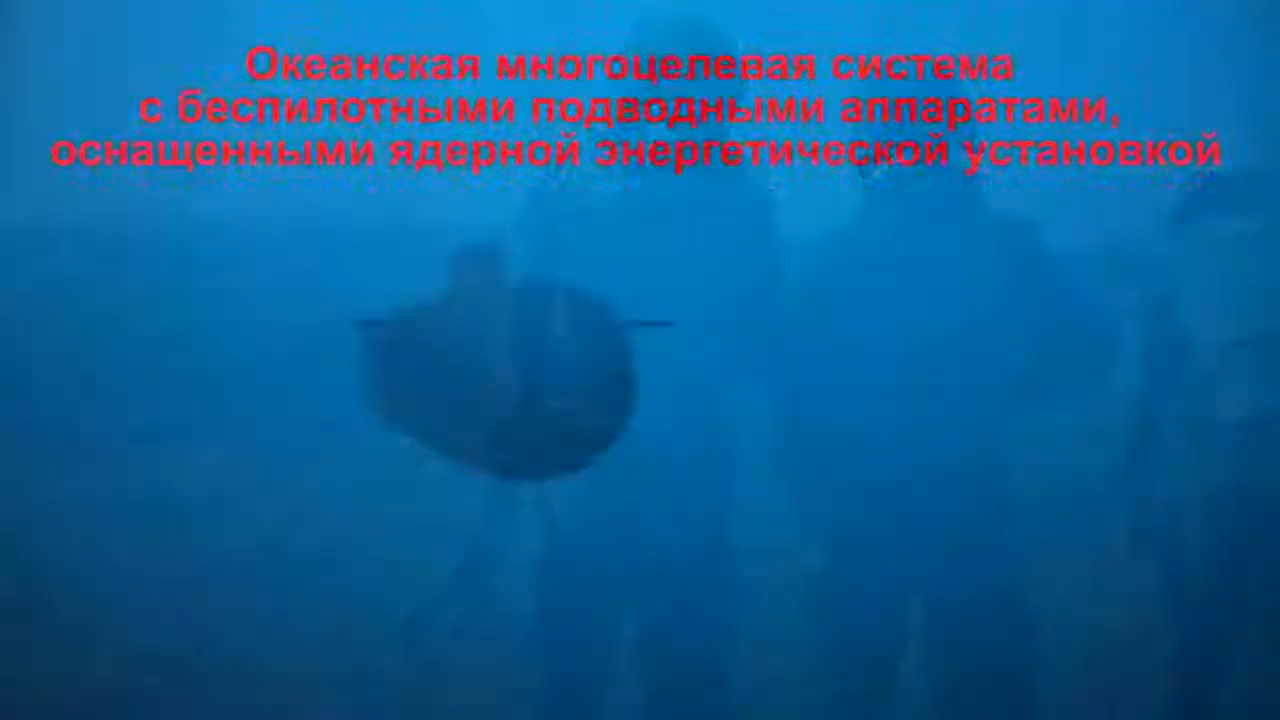 Океанская многоцелевая система
с беспилотными подводными аппаратами,
оснащенными ядерной энергетической установкой